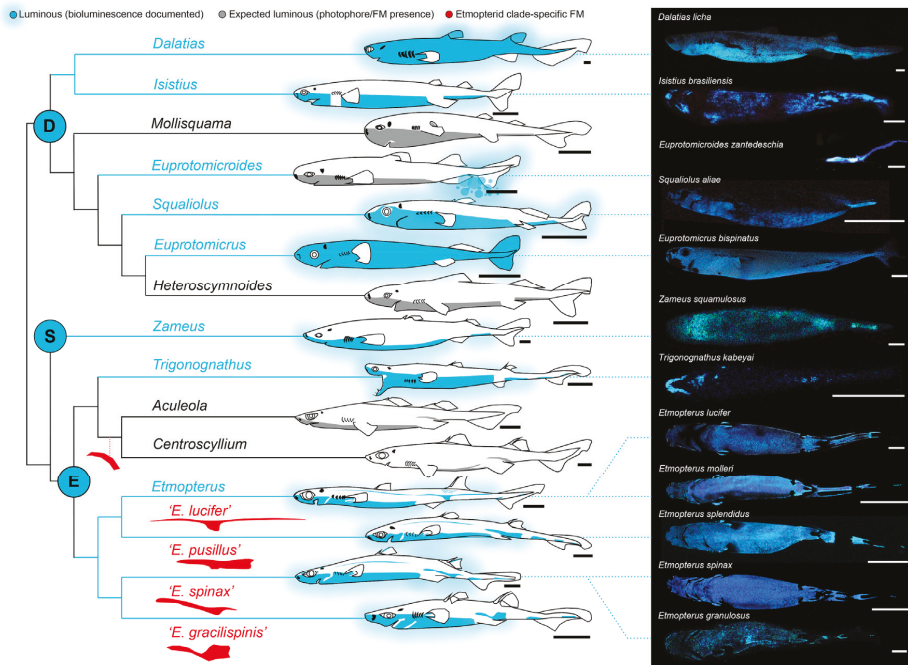 Luminous (bioluminescence documented)
Expected luminous (photophore/FM presence)
Etmopterid clade-specific FM
Dalatias
Isistius
D
Mollisquama
Euprotomicroides
Squaliolus
Euprotomicrus
Heteroscymnoides
S
Zameus
Trigonognathus
Aculeola
Centroscyllium
E
Etmopterus
'E. lucifer'
'E. pusillus'
'E. spinax'
'E. gracilispinis'
Dalatias licha
Isistius brasiliensis
Euprotomicroides zantedeschia
Squaliolus aliae
Euprotomicrus bispinatus
Zameus squamulosus
Trigonognathus kabeyai
Etmopterus lucifer
Etmopterus molleri
Etmopterus splendidus
Etmopterus spinax
Etmopterus granulosus